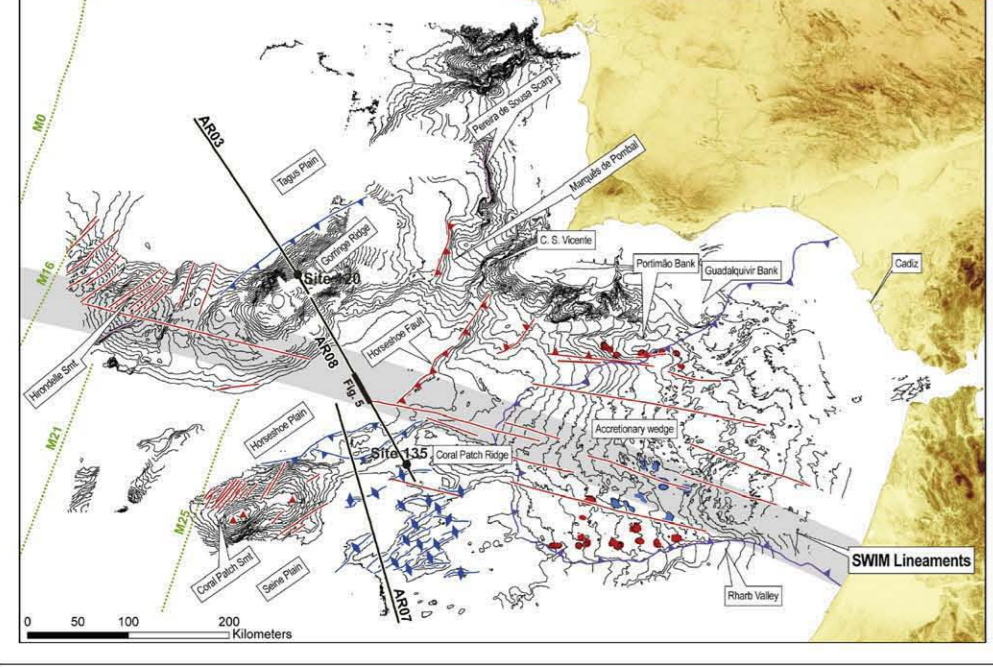 M0
AR03
Tagus Plain
Pereira de Sousa Scarp
Marquês de Pombal
Gorringe Ridge
C. S. Vicente
Portimão Bank
Guadalquivir Bank
Cadiz
M16
Site 120
AR08
Horseshoe Fault
Hirondelle Smt.
Fig. 5
Horseshoe Plain
Accretionary wedge
M21
Site 135
Coral Patch Ridge
M25
Coral Patch Smt
Seine Plain
SWIM Lineaments
Rharb Valley
AR07
0 50 100 200
Kilometers